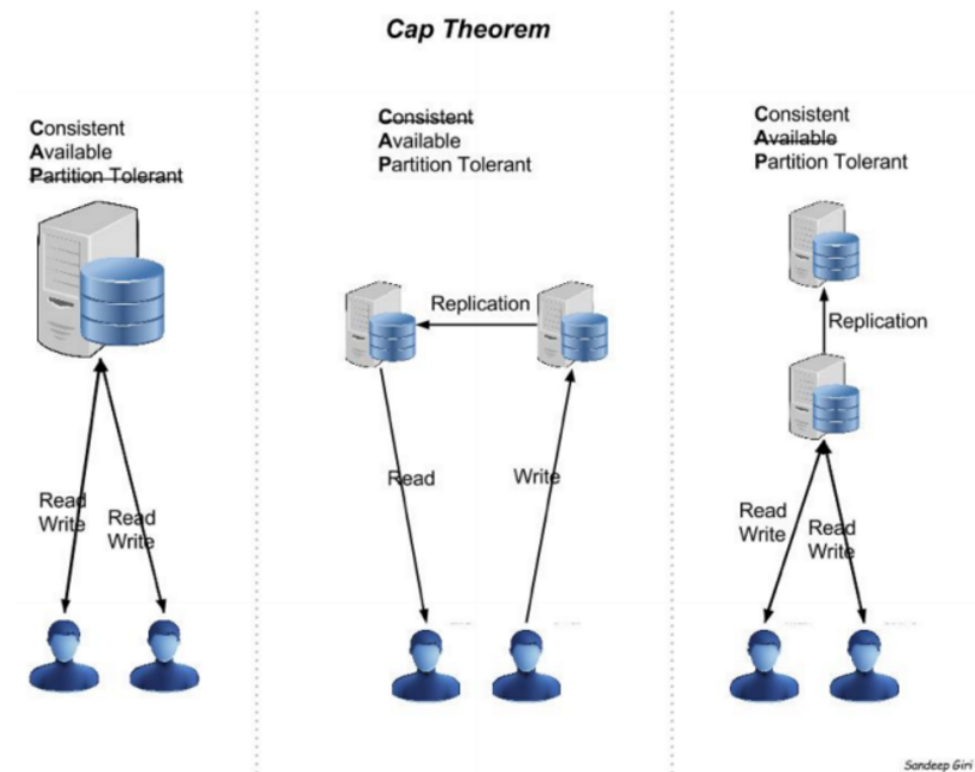 Cap Theorem
Consistent
Available
Partition Tolerant
Read
Write
Read
Write
Consistent
Available
Partition Tolerant
Replication
Read
Write
Consistent
Available
Partition Tolerant
Replication
Read
Write
Read
Write
Sandeep Giri